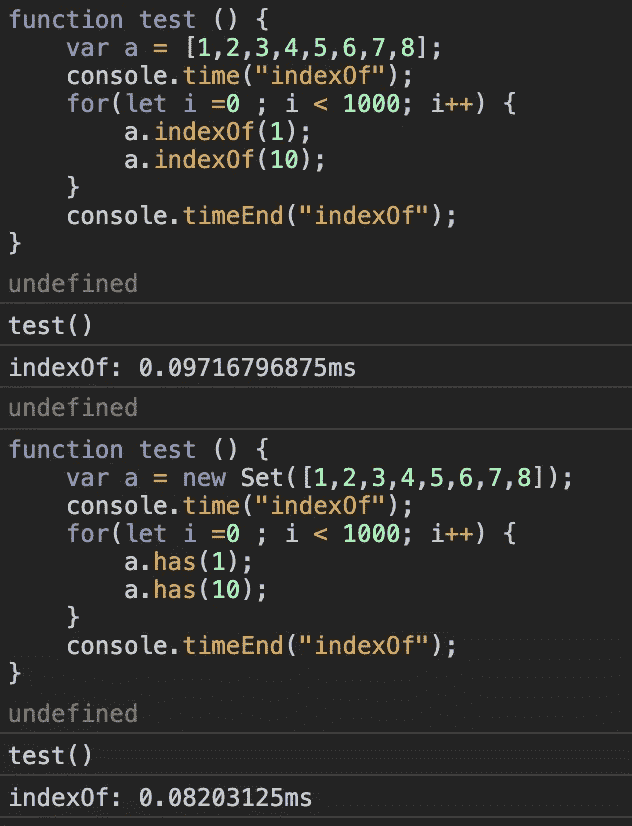 function test () {
    var a = [1,2,3,4,5,6,7,8];
    console.time("indexOf");
    for(let i =0 ; i < 1000; i++) {
        a.indexOf(1);
        a.indexOf(10);
    }
    console.timeEnd("indexOf");
}
undefined
test()
indexOf: 0.09716796875ms
undefined
function test () {
    var a = new Set([1,2,3,4,5,6,7,8]);
    console.time("indexOf");
    for(let i =0 ; i < 1000; i++) {
        a.has(1);
        a.has(10);
    }
    console.timeEnd("indexOf");
}
undefined
test()
indexOf: 0.08203125ms